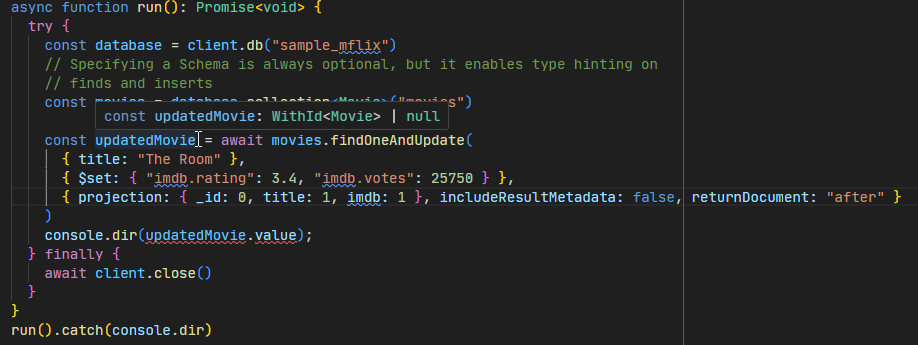 async function run(): Promise<void> {
  try {
    const database = client.db("sample_mflix")
    // Specifying a Schema is always optional, but it enables type hinting on
    // finds and inserts
    const movies = database.collection<Movie>("movies")
const updatedMovie: WithId<Movie> | null
    const updatedMovie = await movies.findOneAndUpdate(
      { title: "The Room" },
      { $set: { "imdb.rating": 3.4, "imdb.votes": 25750 } },
      { projection: { _id: 0, title: 1, imdb: 1 }, includeResultMetadata: false, returnDocument: "after" }
    )
    console.dir(updatedMovie.value);
  } finally {
    await client.close()
  }
}
run().catch(console.dir)